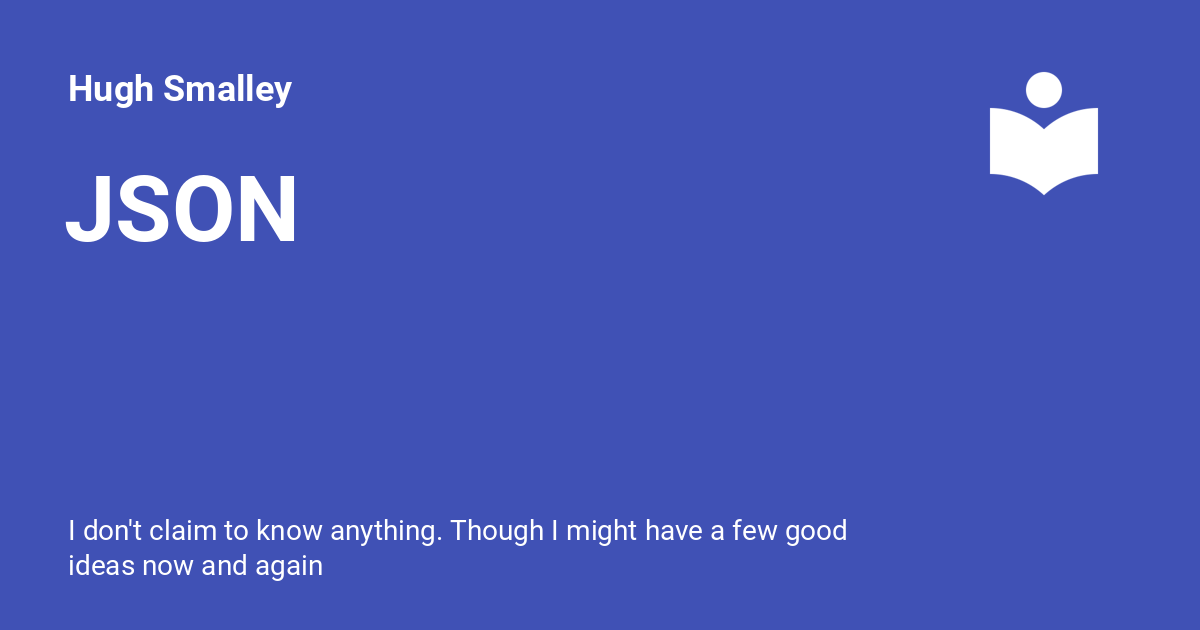 Hugh Smalley
JSON
I don't claim to know anything. Though I might have a few good
ideas now and again